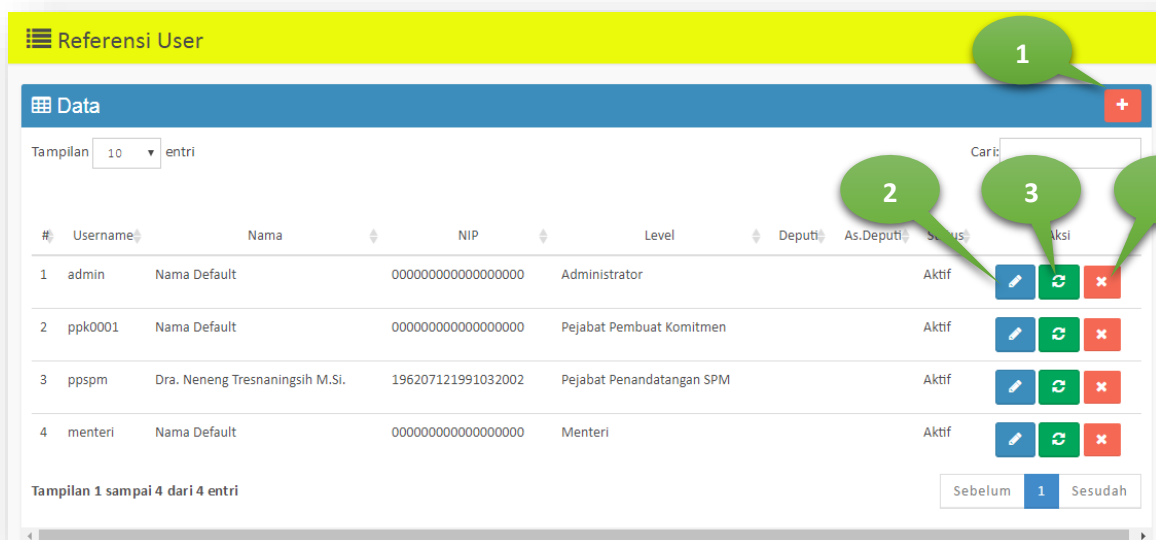 Referensi User
1
Data
Tampilan 10 entri
Cari:
2
3
# Username Nama NIP Level Deputi As.Deputi Aksi
1 admin Nama Default 000000000000000000 Administrator Aktif
2 ppk0001 Nama Default 000000000000000000 Pejabat Pembuat Komitmen Aktif
3 ppspm Dra. Neneng Tresnaningsih M.Si. 196207121991032002 Pejabat Penandatangan SPM Aktif
4 menteri Nama Default 000000000000000000 Menteri Aktif
Tampilan 1 sampai 4 dari 4 entri
Sebelum 1 Sesudah